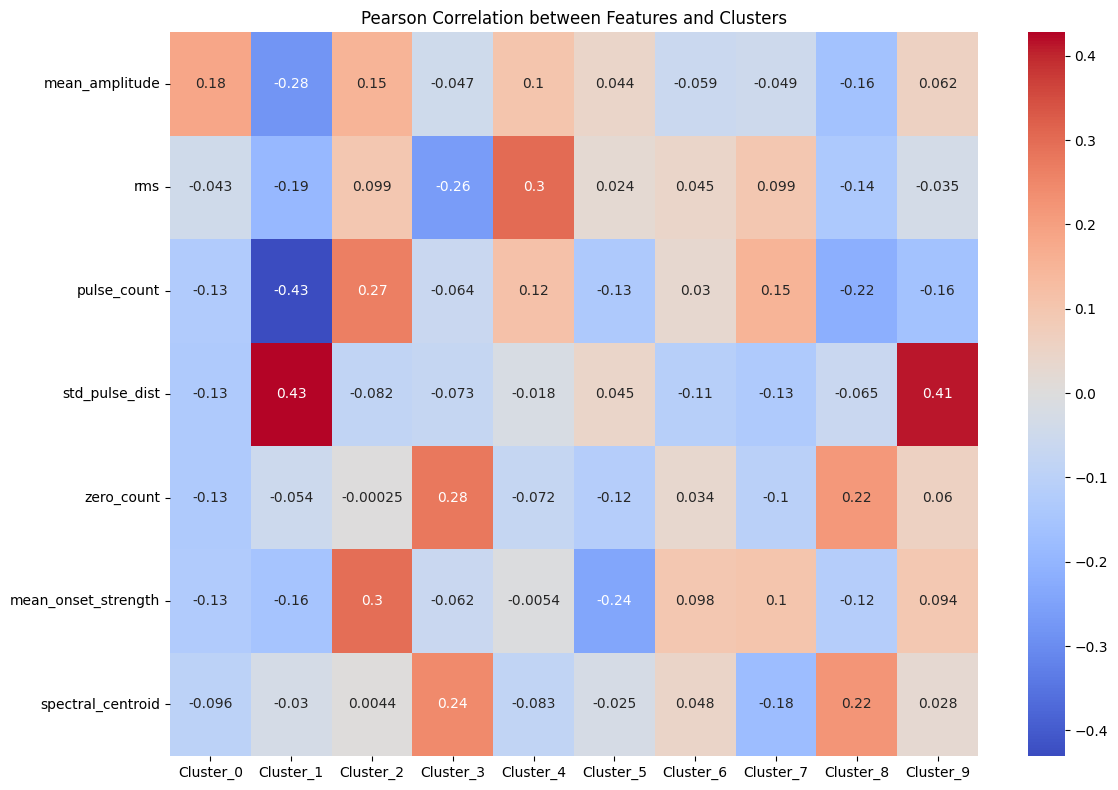 Pearson Correlation between Features and Clusters
mean_amplitude 0.18 -0.28 0.15 -0.047 0.1 0.044 -0.059 -0.049 -0.16 0.062
rms -0.043 -0.19 0.099 -0.26 0.3 0.024 0.045 0.099 -0.14 -0.035
pulse_count -0.13 -0.43 0.27 -0.064 0.12 -0.13 0.03 0.15 -0.22 -0.16
std_pulse_dist -0.13 0.43 -0.082 -0.073 -0.018 0.045 -0.11 -0.13 -0.065 0.41
zero_count -0.13 -0.054 -0.00025 0.28 -0.072 -0.12 0.034 -0.1 0.22 0.06
mean_onset_strength -0.13 -0.16 0.3 -0.062 -0.0054 -0.24 0.098 0.1 -0.12 0.094
spectral_centroid -0.096 -0.03 0.0044 0.24 -0.083 -0.025 0.048 -0.18 0.22 0.028
Cluster_0 Cluster_1 Cluster_2 Cluster_3 Cluster_4 Cluster_5 Cluster_6 Cluster_7 Cluster_8 Cluster_9
0.4
0.3
0.2
0.1
0.0
−0.1
−0.2
−0.3
−0.4